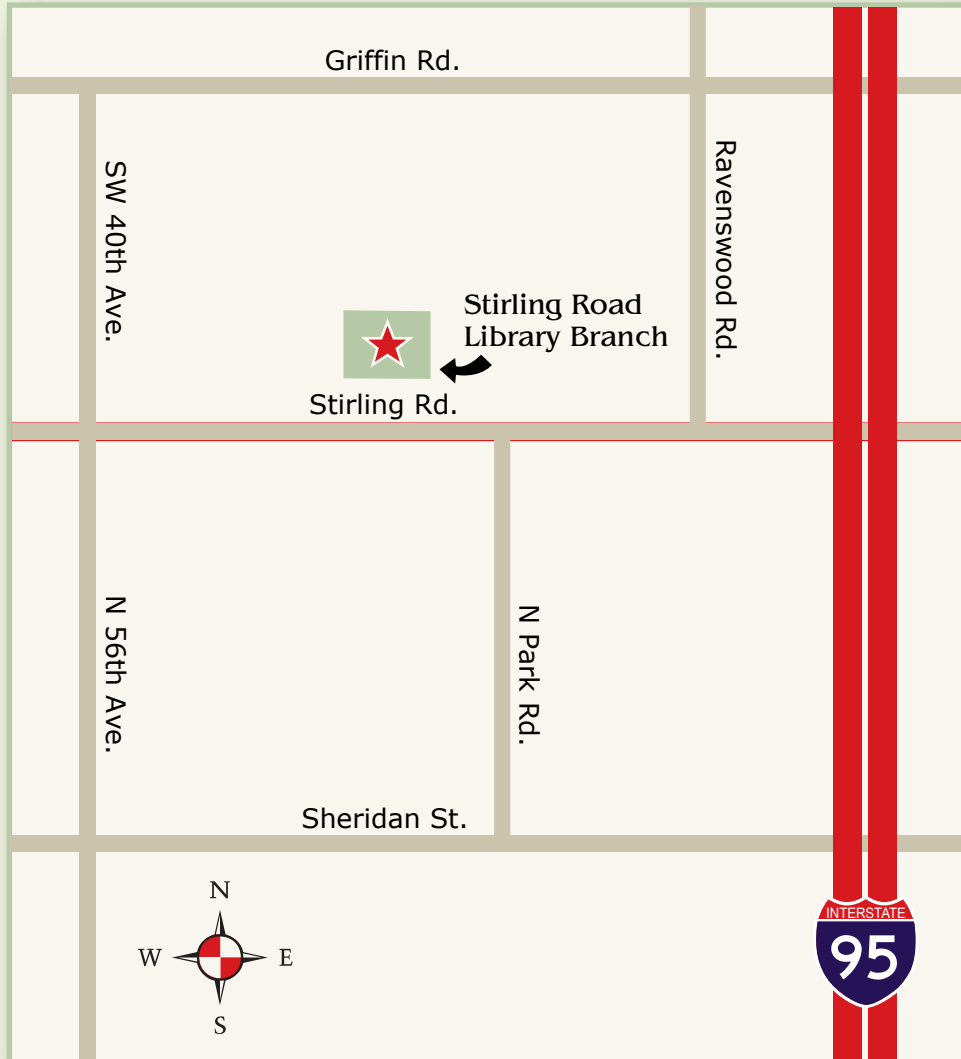 Griffin Rd.
SW 40th Ave.
Ravenswood Rd.
Stirling Road
Library Branch
Stirling Rd.
N 56th Ave.
N Park Rd.
Sheridan St.
N
W
E
S
INTERSTATE
95